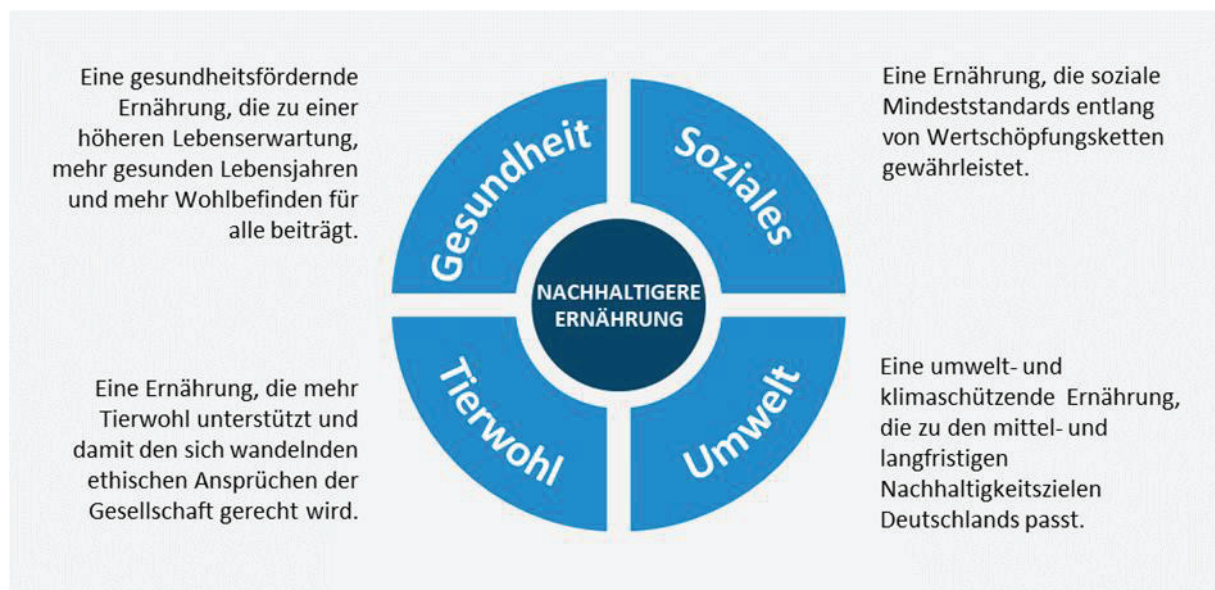 Eine gesundheitsfördernde
Ernährung, die zu einer
höheren Lebenserwartung,
mehr gesunden Lebensjahren
und mehr Wohlbefinden für
alle beiträgt.
Gesundheit
Soziales
Eine Ernährung, die soziale
Mindeststandards entlang
von Wertschöpfungsketten
gewährleistet.
NACHHALTIGERE
ERNÄHRUNG
Eine Ernährung, die mehr
Tierwohl unterstützt und
damit den sich wandelnden
ethischen Ansprüchen der
Gesellschaft gerecht wird.
Tierwohl
Umwelt
Eine umwelt- und
klimaschützende Ernährung,
die zu den mittel- und
langfristigen
Nachhaltigkeitszielen
Deutschlands passt.